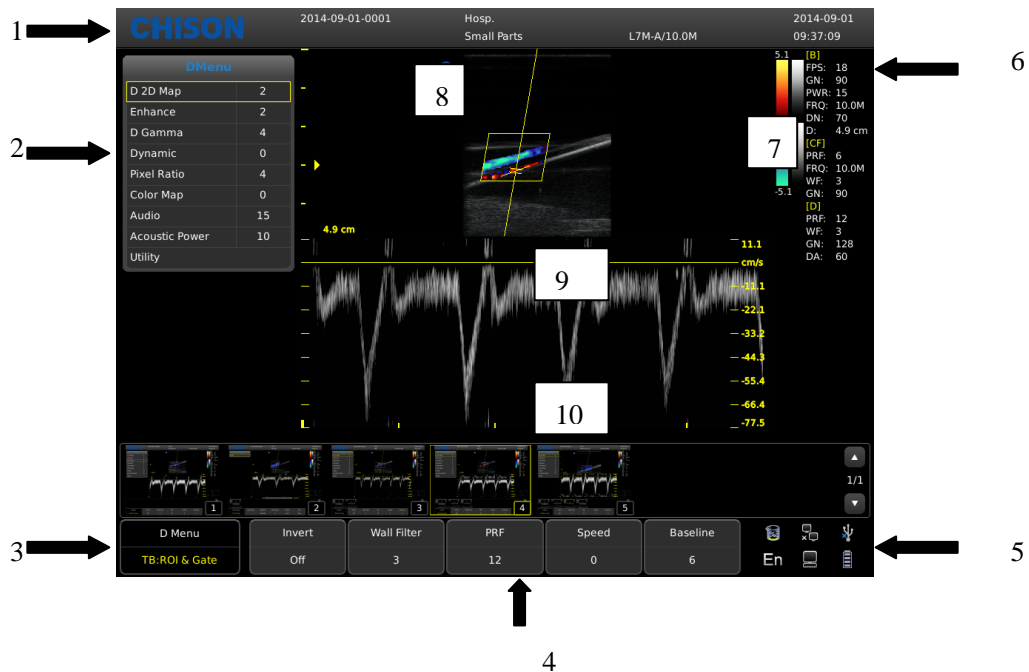 CHISON
2014-09-01-0001 Hosp. 2014-09-01
Small Parts L7M-A/10.0M 09:37:09
1
DMenu
D 2D Map 2
Enhance 2
D Gamma 4
Dynamic 0
Pixel Ratio 4
Color Map 0
Audio 15
Acoustic Power 10
Utility
2
8
4.9 cm
5.1
7
-5.1
[B]
FPS: 18
GN: 90
PWR: 15
FRQ: 10.0M
DN: 70
D: 4.9 cm
[CF]
PRF: 6
FRQ: 10.0M
WF: 3
GN: 90
[D]
PRF: 12
WF: 3
GN: 128
DA: 60
6
9
11.1
cm/s
-11.1
-22.1
-33.2
-44.3
-55.4
-66.4
-77.5
10
1 2 3 4 5
1/1
3
D Menu
TB:ROI & Gate
Invert
Off
Wall Filter
3
PRF
12
Speed
0
Baseline
6
En
5
4